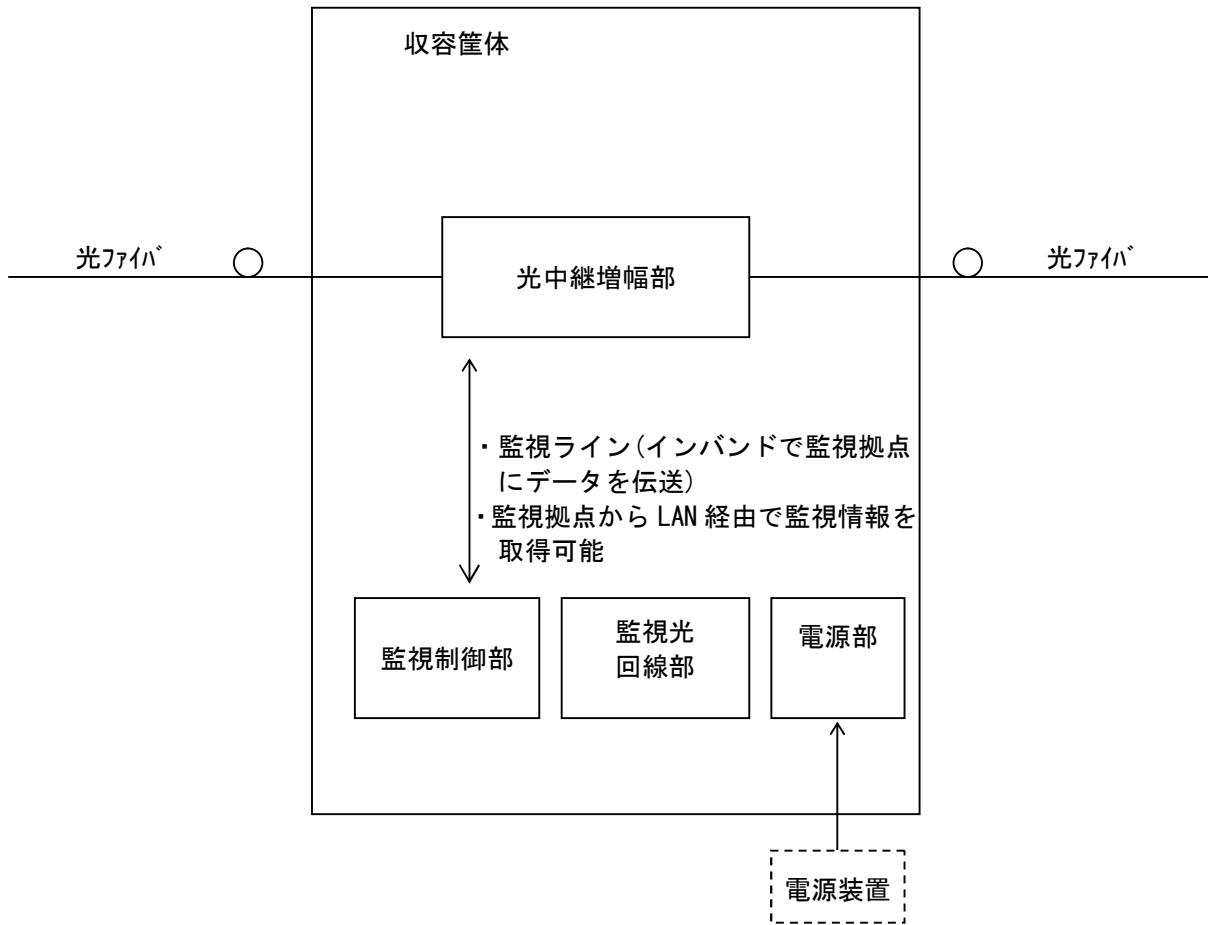 収容筐体
光ﾌｧｲﾊﾞ
光中継増幅部
光ﾌｧｲﾊﾞ
・監視ライン(インバンドで監視拠点
にデータを伝送)
・監視拠点から LAN 経由で監視情報を
取得可能
監視制御部
監視光
回線部
電源部
電源装置